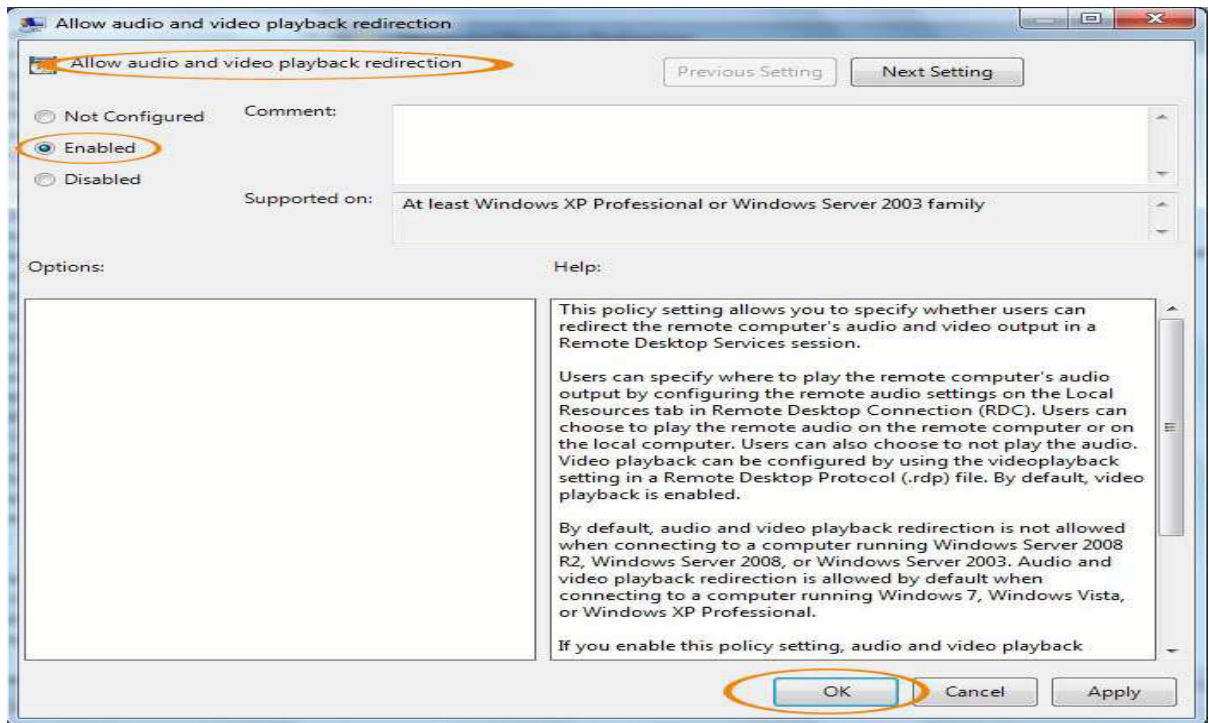 Allow audio and video playback redirection
Allow audio and video playback redirection
Previous Setting
Next Setting
Not Configured
Comment:
Enabled
Disabled
Supported on:
At least Windows XP Professional or Windows Server 2003 family
Options:
Help:
This policy setting allows you to specify whether users can
redirect the remote computer's audio and video output in a
Remote Desktop Services session.
Users can specify where to play the remote computer's audio
output by configuring the remote audio settings on the Local
Resources tab in Remote Desktop Connection (RDC). Users can
choose to play the remote audio on the remote computer or on
the local computer. Users can also choose to not play the audio.
Video playback can be configured by using the videoplayback
setting in a Remote Desktop Protocol (.rdp) file. By default, video
playback is enabled.
By default, audio and video playback redirection is not allowed
when connecting to a computer running Windows Server 2008
R2, Windows Server 2008, or Windows Server 2003. Audio and
video playback redirection is allowed by default when
connecting to a computer running Windows 7, Windows Vista,
or Windows XP Professional.
If you enable this policy setting, audio and video playback
OK
Cancel
Apply